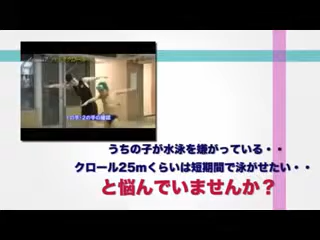 うちの子が水泳を嫌がっている・・
クロール25mくらいは短期間で泳がせたい・・
と悩んでいませんか？